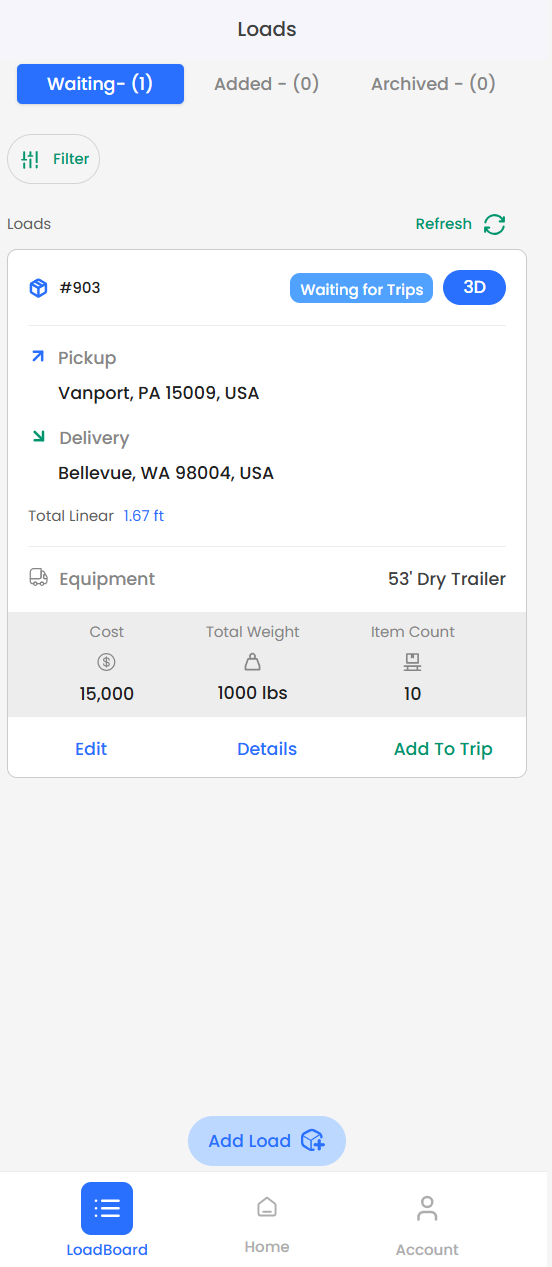 Loads
Waiting- (1) Added - (0) Archived - (0)
Filter
Loads Refresh
#903 Waiting for Trips 3D
Pickup
Vanport, PA 15009, USA
Delivery
Bellevue, WA 98004, USA
Total Linear 1.67 ft
Equipment 53' Dry Trailer
Cost Total Weight Item Count
15,000 1000 lbs 10
Edit Details Add To Trip
Add Load
LoadBoard Home Account